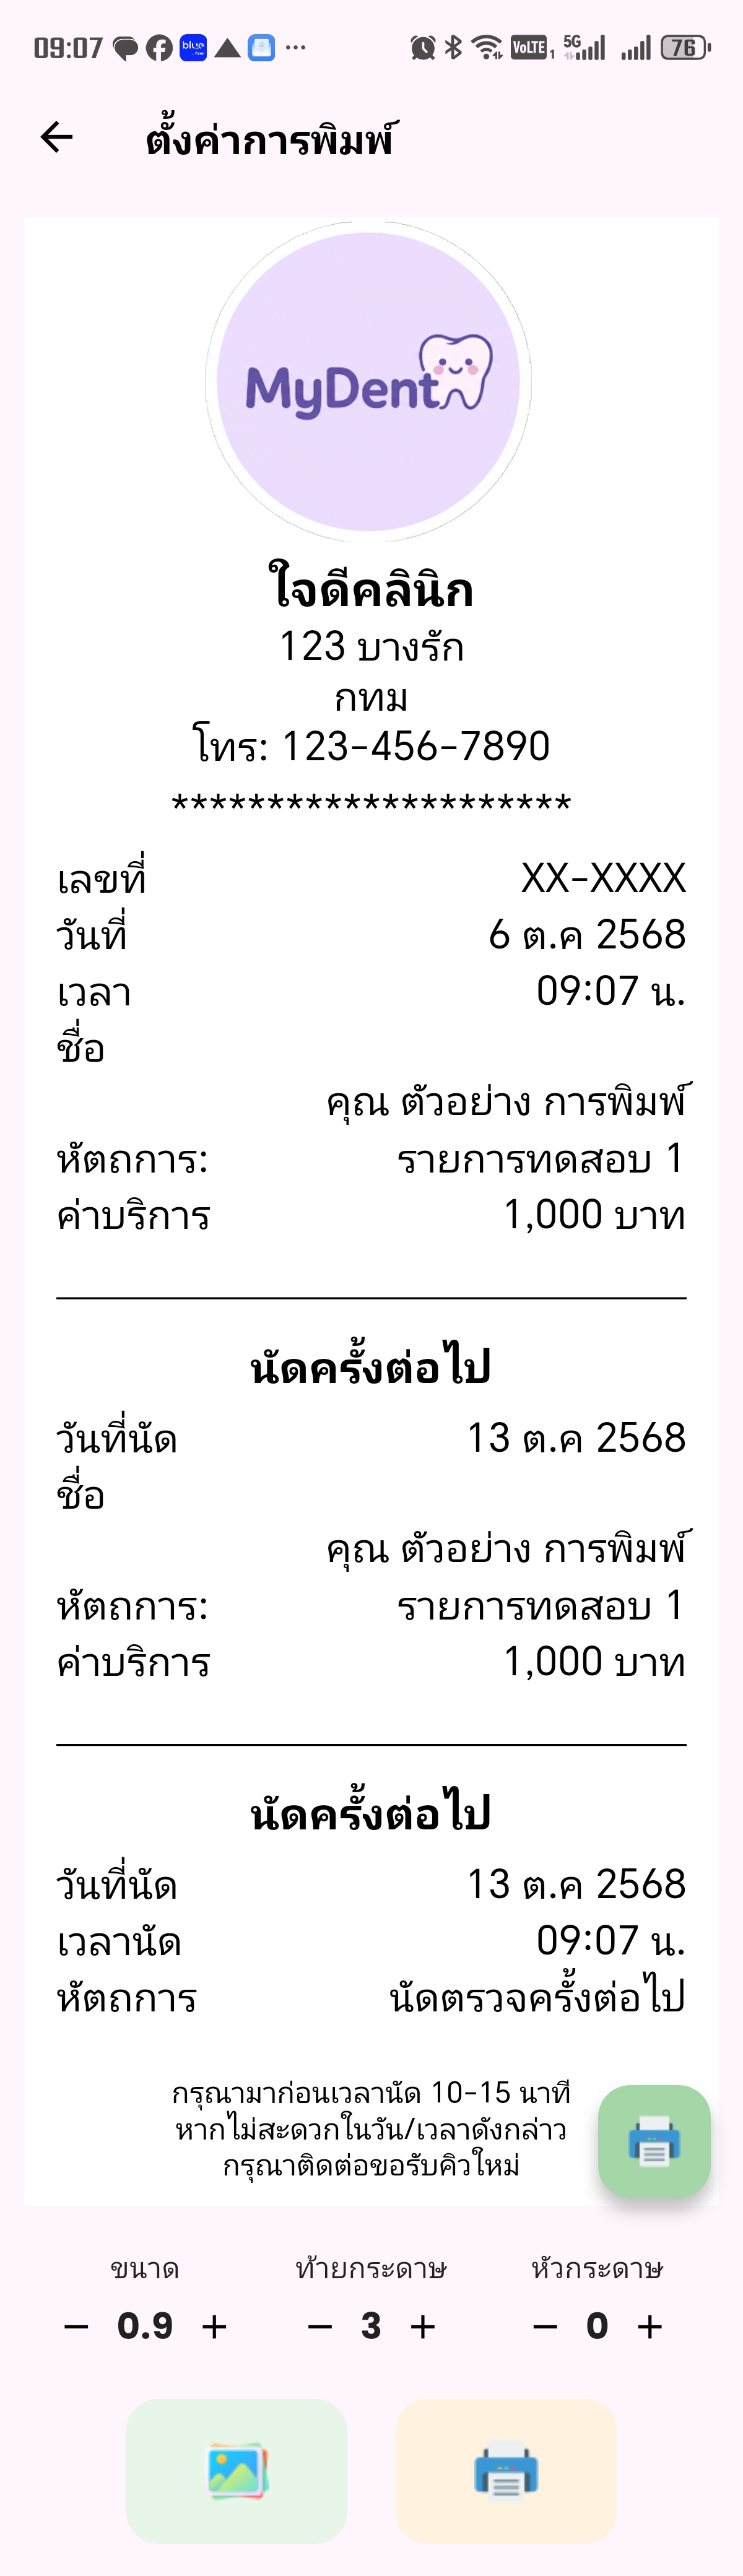 09:07 blue VoLTE 1 5G 76
ตั้งค่าการพิมพ์
MyDent
ใจดีคลินิก
123 บางรัก
กทม
โทร: 123-456-7890
*********************
เลขที่ XX-XXXX
วันที่ 6 ต.ค 2568
เวลา 09:07 น.
ชื่อ
คุณ ตัวอย่าง การพิมพ์
หัตถการ: รายการทดสอบ 1
ค่าบริการ 1,000 บาท
นัดครั้งต่อไป
วันที่นัด 13 ต.ค 2568
ชื่อ
คุณ ตัวอย่าง การพิมพ์
หัตถการ: รายการทดสอบ 1
ค่าบริการ 1,000 บาท
นัดครั้งต่อไป
วันที่นัด 13 ต.ค 2568
เวลานัด 09:07 น.
หัตถการ นัดตรวจครั้งต่อไป
กรุณามาก่อนเวลานัด 10-15 นาที
หากไม่สะดวกในวัน/เวลาดังกล่าว
กรุณาติดต่อขอรับคิวใหม่
ขนาด ท้ายกระดาษ หัวกระดาษ
− 0.9 + − 3 + − 0 +